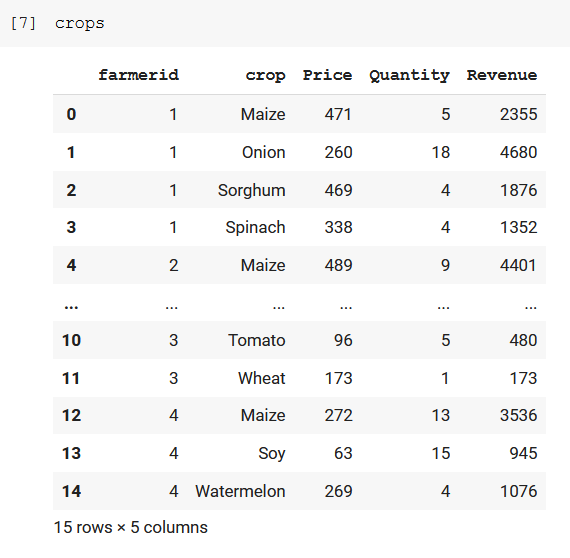 [7] crops
farmerid crop Price Quantity Revenue
0 1 Maize 471 5 2355
1 1 Onion 260 18 4680
2 1 Sorghum 469 4 1876
3 1 Spinach 338 4 1352
4 2 Maize 489 9 4401
... ... ... ... ... ...
10 3 Tomato 96 5 480
11 3 Wheat 173 1 173
12 4 Maize 272 13 3536
13 4 Soy 63 15 945
14 4 Watermelon 269 4 1076
15 rows × 5 columns